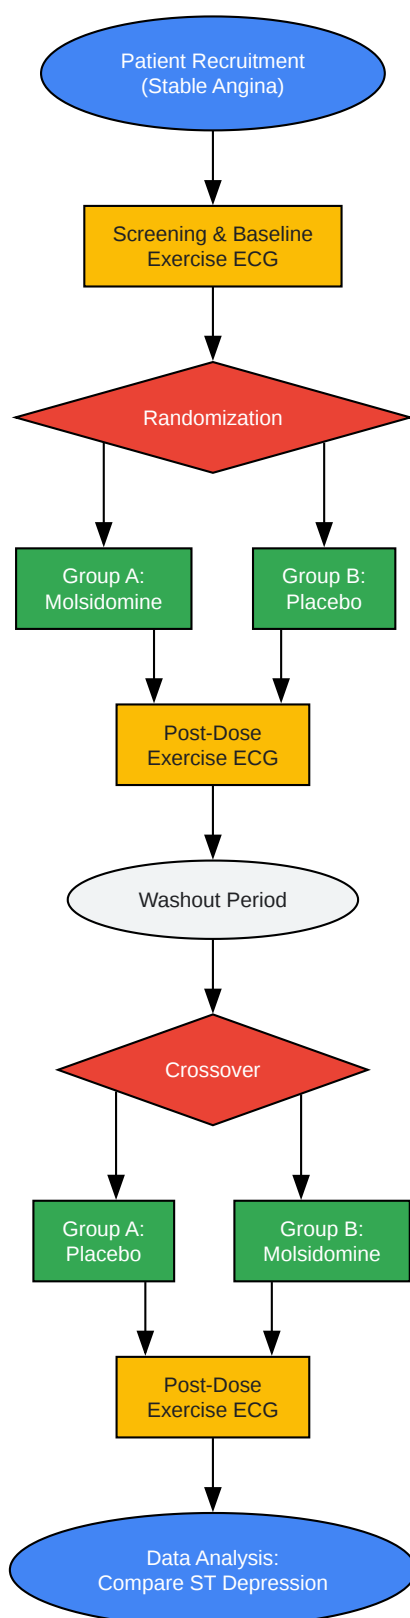 Patient Recruitment
(Stable Angina)
Screening & Baseline
Exercise ECG
Randomization
Group A:
Molsidomine
Group B:
Placebo
Post-Dose
Exercise ECG
Washout Period
Crossover
Group A:
Placebo
Group B:
Molsidomine
Post-Dose
Exercise ECG
Data Analysis:
Compare ST Depression